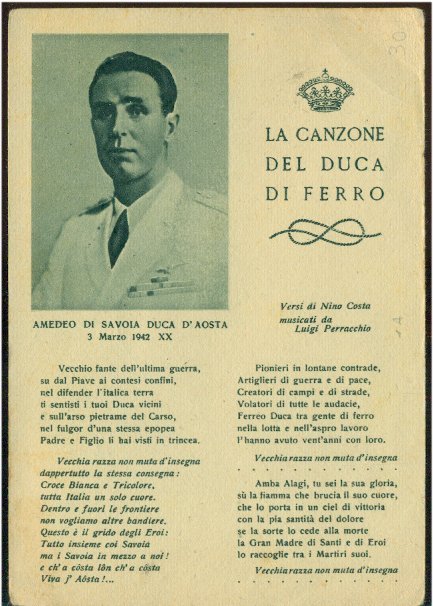 LA CANZONE
DEL DUCA
DI FERRO
Versi di Nino Costa
musicati da
Luigi Perracchio
AMEDEO DI SAVOIA DUCA D'AOSTA
3 Marzo 1942 XX
Vecchio fante dell'ultima guerra,
su dal Piave ai contesi confini,
nel difender l'italica terra
ti sentisti i tuoi Duca vicini
e sull'arso pietrame del Carso,
nel fulgor d'una stessa epopea
Padre e Figlio li hai visti in trincea.
Vecchia razza non muta d'insegna
dappertutto la stessa consegna :
Croce Bianca e Tricolore,
tutta Italia un solo cuore.
Dentro e fuori le frontiere
non vogliamo altre bandiere.
Questo è il grido degli Eroi:
Tutto insieme coi Savoia
ma i Savoia in mezzo a noi !
e ch'a côsta lôn ch'a côsta
Viva j' Aôsta !...
Pionieri in lontane contrade,
Artiglieri di guerra e di pace,
Creatori di campi e di strade,
Volatori di tutte le audacie,
Ferreo Duca tra gente di ferro
nella lotta e nell'aspro lavoro
l'hanno avuto vent'anni con loro.
Vecchia razza non muta d'insegna
. . . . . . . . . . . . . . . .
Amba Alagi, tu sei la sua gloria,
sù la fiamma che brucia il suo cuore,
che lo porta in un ciel di vittoria
con la pia santità del dolore
se la sorte lo cede alla morte
la Gran Madre di Santi e di Eroi
lo raccoglie tra i Martiri suoi.
Vecchia razza non muta d'insegna
. . . . . . . . . . . . . . . .
30